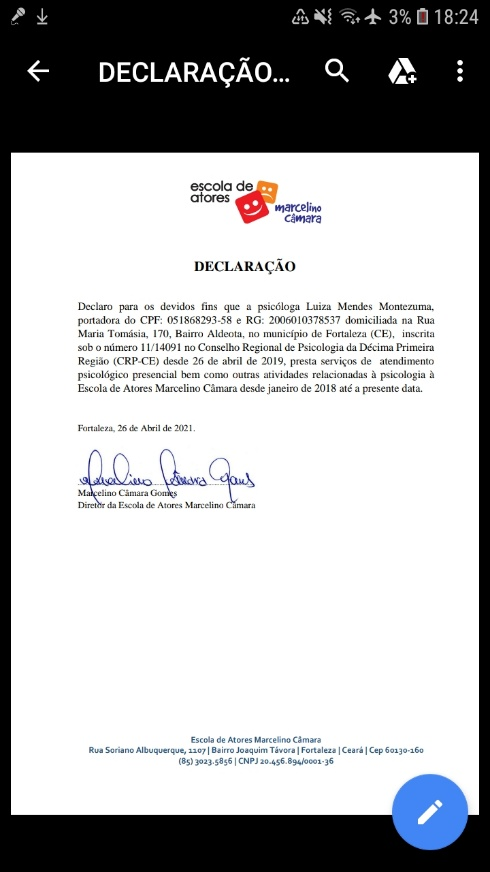 3% 18:24
DECLARAÇÃO...
escola de
atores
marcelino
câmara
DECLARAÇÃO
Declaro para os devidos fins que a psicóloga Luiza Mendes Montezuma,
portadora do CPF: 051868293-58 e RG: 2006010378537 domiciliada na Rua
Maria Tomásia, 170, Bairro Aldeota, no município de Fortaleza (CE), inscrita
sob o número 11/14091 no Conselho Regional de Psicologia da Décima Primeira
Região (CRP-CE) desde 26 de abril de 2019, presta serviços de atendimento
psicológico presencial bem como outras atividades relacionadas à psicologia à
Escola de Atores Marcelino Câmara desde janeiro de 2018 até a presente data.
Fortaleza, 26 de Abril de 2021.
Marcelino Câmara Gomes
Marcelino Câmara Gomes
Diretor da Escola de Atores Marcelino Câmara
Escola de Atores Marcelino Câmara
Rua Soriano Albuquerque, 1107 | Bairro Joaquim Távora | Fortaleza | Ceará | Cep 60130-160
(85) 3023.5856 | CNPJ 20.456.894/0001-36